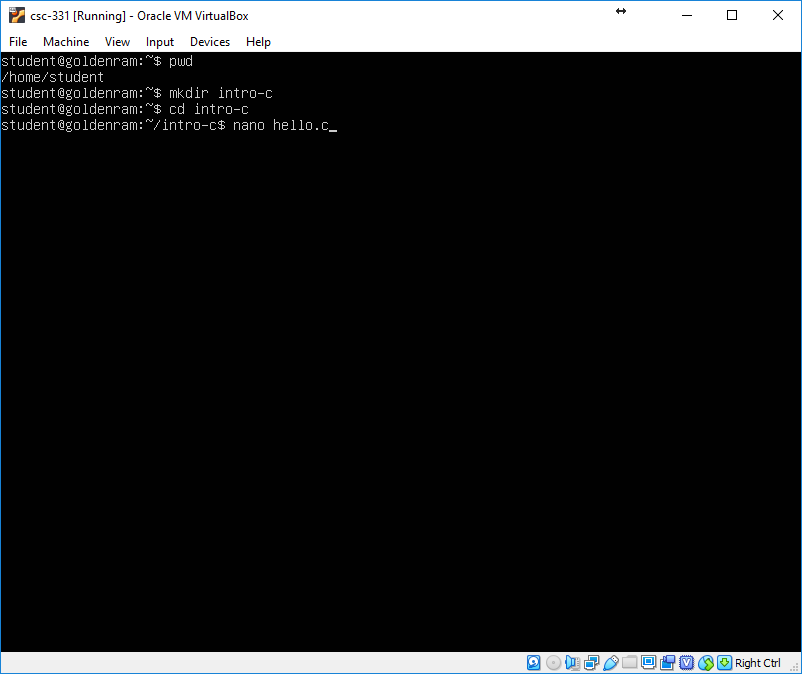 csc-331 [Running] - Oracle VM VirtualBox
File Machine View Input Devices Help
student@goldenram:~$ pwd
/home/student
student@goldenram:~$ mkdir intro-c
student@goldenram:~$ cd intro-c
student@goldenram:~/intro-c$ nano hello.c_
Right Ctrl